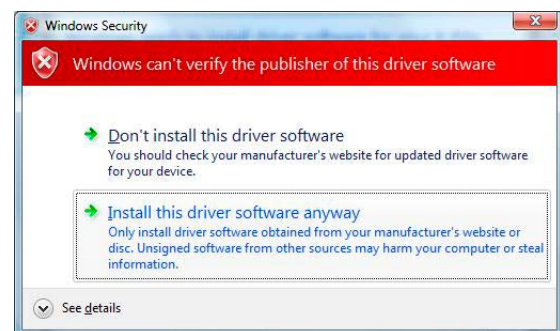 Windows Security
Windows can't verify the publisher of this driver software
Don't install this driver software
You should check your manufacturer's website for updated driver software
for your device.
Install this driver software anyway
Only install driver software obtained from your manufacturer's website or
disc. Unsigned software from other sources may harm your computer or steal
information.
See details